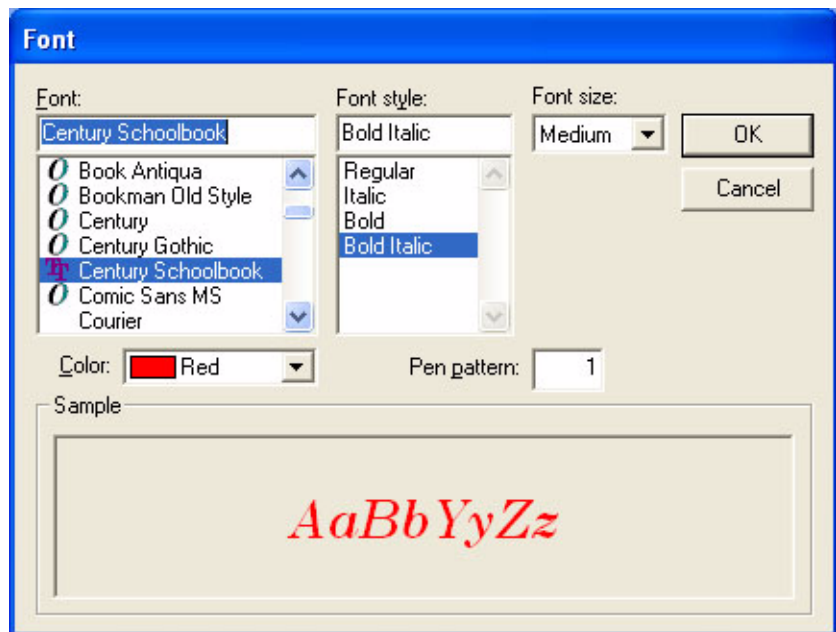 Font
Font:
Century Schoolbook
Book Antiqua
Bookman Old Style
Century
Century Gothic
Century Schoolbook
Comic Sans MS
Courier
Font style:
Bold Italic
Regular
Italic
Bold
Bold Italic
Font size:
Medium
OK
Cancel
Color:
Red
Pen pattern:
1
Sample
AaBbYyZz